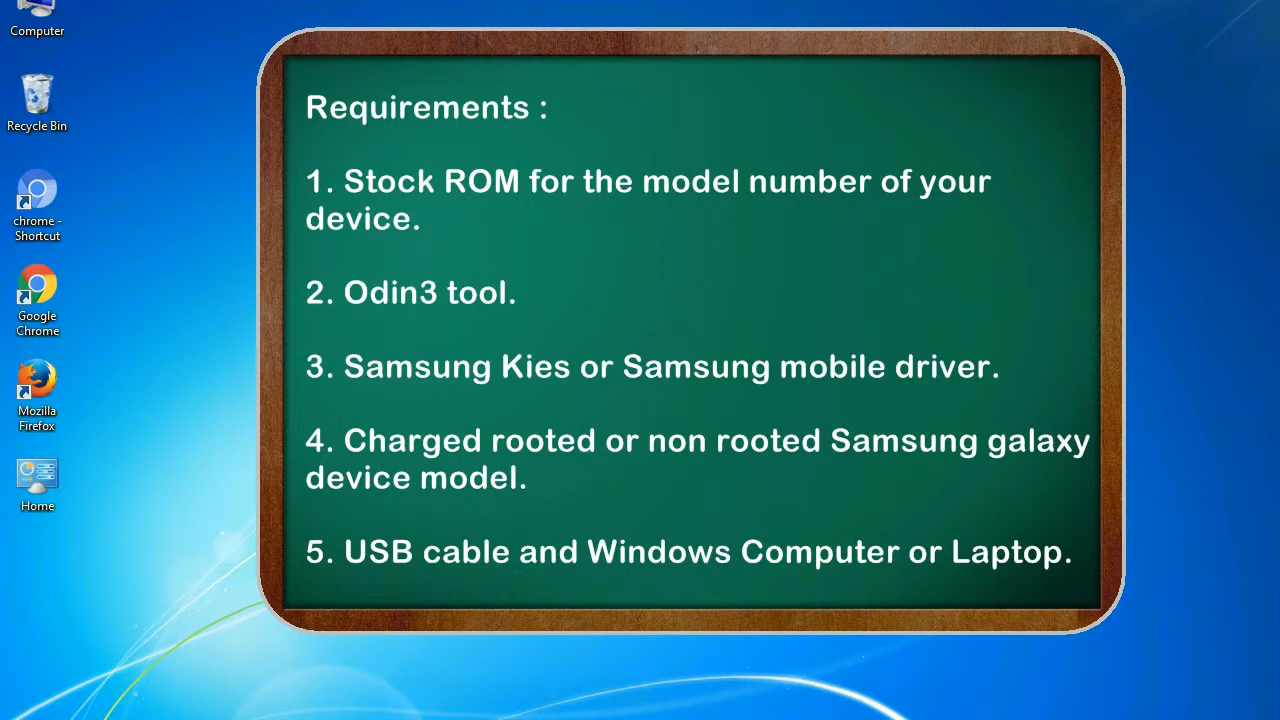 Computer
Recycle Bin
chrome -
Shortcut
Google
Chrome
Mozilla
Firefox
Home
Requirements :
1. Stock ROM for the model number of your
device.
2. Odin3 tool.
3. Samsung Kies or Samsung mobile driver.
4. Charged rooted or non rooted Samsung galaxy
device model.
5. USB cable and Windows Computer or Laptop.